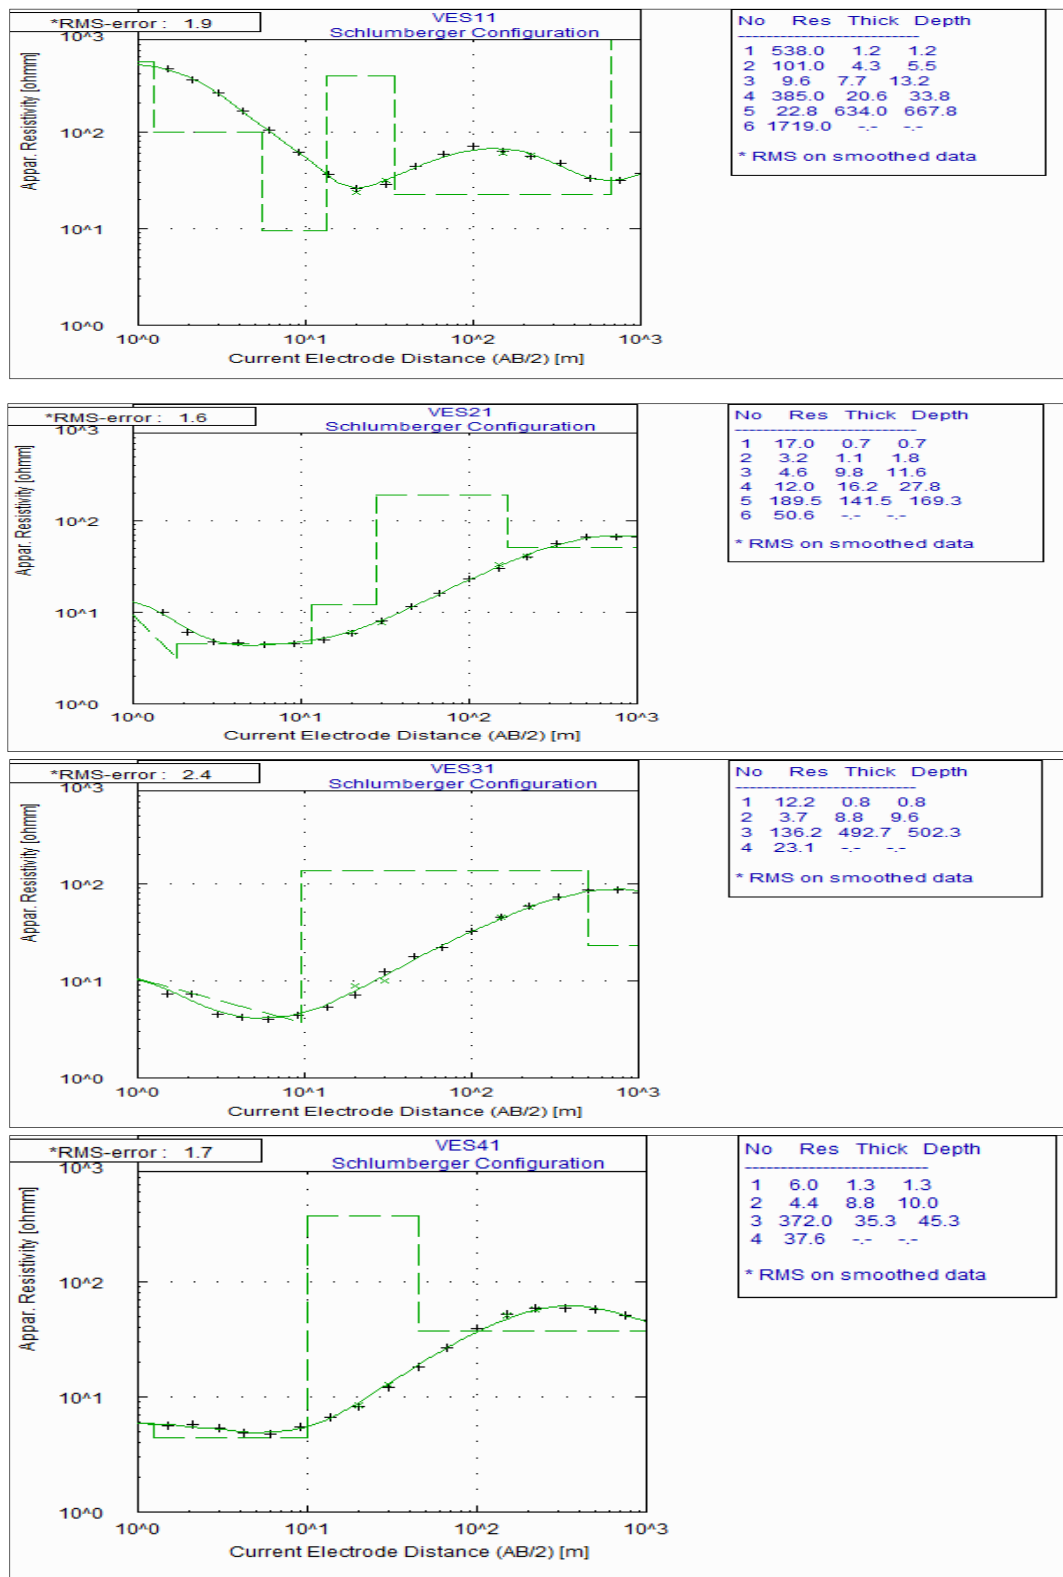 *RMS-error : 1.9
VES11
Schlumberger Configuration
Appar. Resistivity [ohmm]
10^3
10^2
10^1
10^0
10^0 10^1 10^2 10^3
Current Electrode Distance (AB/2) [m]
No Res Thick Depth
1 538.0 1.2 1.2
2 101.0 4.3 5.5
3 9.6 7.7 13.2
4 385.0 20.6 33.8
5 22.8 634.0 667.8
6 1719.0 -.- -.-
* RMS on smoothed data
*RMS-error : 1.6
VES21
Schlumberger Configuration
Appar. Resistivity [ohmm]
10^3
10^2
10^1
10^0
10^0 10^1 10^2 10^3
Current Electrode Distance (AB/2) [m]
No Res Thick Depth
1 17.0 0.7 0.7
2 3.2 1.1 1.8
3 4.6 9.8 11.6
4 12.0 16.2 27.8
5 189.5 141.5 169.3
6 50.6 -.- -.-
* RMS on smoothed data
*RMS-error : 2.4
VES31
Schlumberger Configuration
Appar. Resistivity [ohmm]
10^3
10^2
10^1
10^0
10^0 10^1 10^2 10^3
Current Electrode Distance (AB/2) [m]
No Res Thick Depth
1 12.2 0.8 0.8
2 3.7 8.8 9.6
3 136.2 492.7 502.3
4 23.1 -.- -.-
* RMS on smoothed data
*RMS-error : 1.7
VES41
Schlumberger Configuration
Appar. Resistivity [ohmm]
10^3
10^2
10^1
10^0
10^0 10^1 10^2 10^3
Current Electrode Distance (AB/2) [m]
No Res Thick Depth
1 6.0 1.3 1.3
2 4.4 8.8 10.0
3 372.0 35.3 45.3
4 37.6 -.- -.-
* RMS on smoothed data